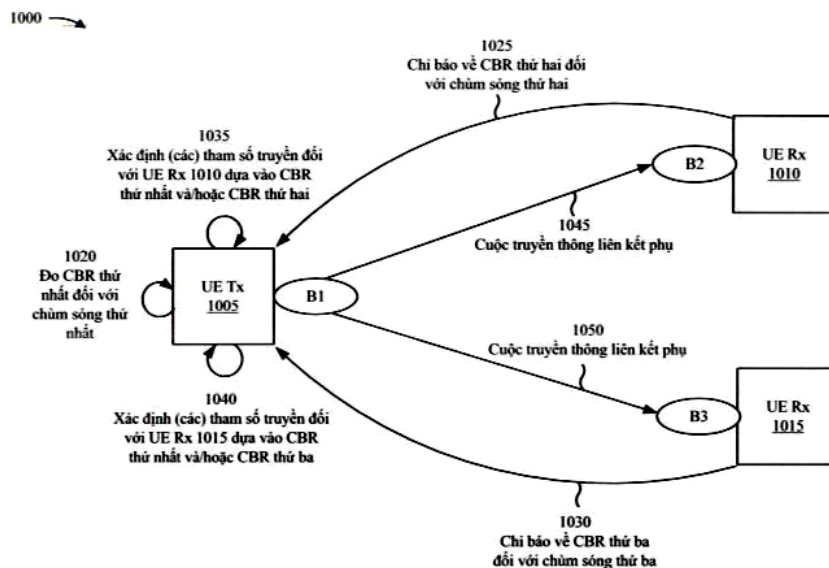 1000
1025
Chỉ báo về CBR thứ hai đối
với chùm sóng thứ hai
1035
Xác định (các) tham số truyền đối
với UE Rx 1010 dựa vào CBR
thứ nhất và/hoặc CBR thứ hai
B2
UE Rx
1010
1045
Cuộc truyền thông liên kết phụ
1020
Đo CBR thứ
nhất đối với
chùm sóng thứ
nhất
UE Tx
1005
B1
1050
Cuộc truyền thông liên kết phụ
1040
Xác định (các) tham số truyền đối
với UE Rx 1015 dựa vào CBR
thứ nhất và/hoặc CBR thứ ba
B3
UE Rx
1015
1030
Chỉ báo về CBR thứ ba
đối với chùm sóng thứ ba